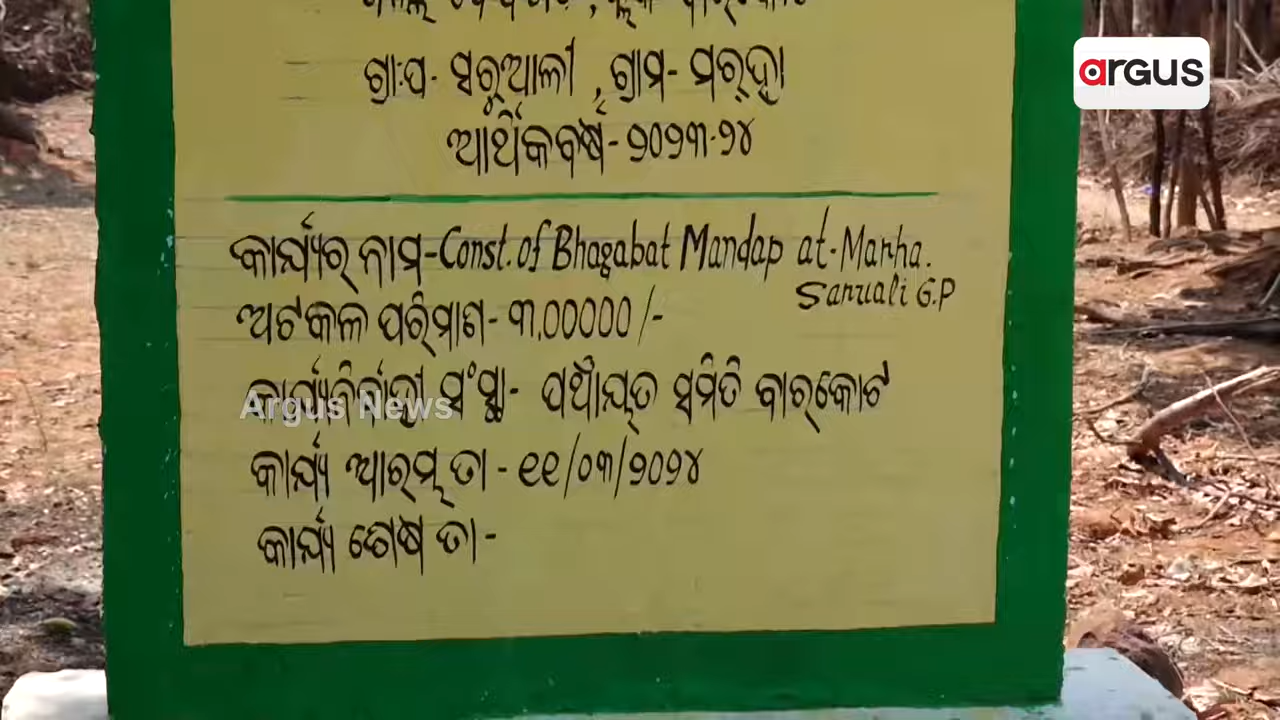 ଗ୍ରା:ପ- ସରୁଆଳୀ , ଗ୍ରାମ- ମର୍‌ହା
ଆର୍ଥିକବର୍ଷ- ୨୦୨୩-୨୪
କାର୍ଯ୍ୟର ନାମ-Const. of Bhagabat Mandap at-Marha.
Saruali G.P
ଅଟକଳ ପରିମାଣ- ୩,00000/-
କାର୍ଯ୍ୟନିର୍ବାହୀ ସଂସ୍ଥା- ପଞ୍ଚାୟତ ସମିତି ବାର୍‌କୋଟ
କାର୍ଯ୍ୟ ଆରମ୍ଭ ତା - ୧୧/୦୩/୨୦୨୪
କାର୍ଯ୍ୟ ଶେଷ ତା -
argus
Argus News